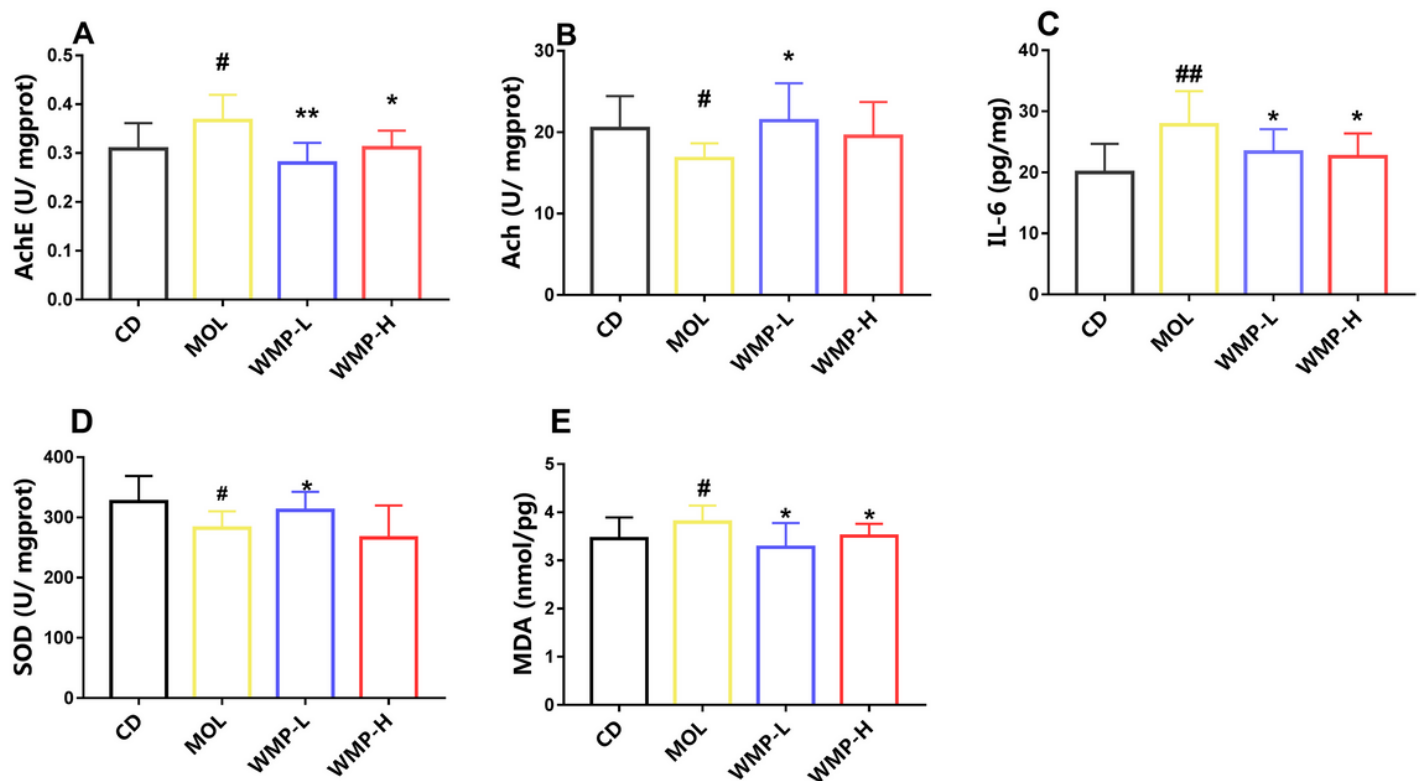 A
AchE (U/ mgprot)
0.5
0.4
0.3
0.2
0.1
0.0
#
**
*
CD
MOL
WMP-L
WMP-H
B
Ach (U/ mgprot)
30
20
10
0
#
*
CD
MOL
WMP-L
WMP-H
C
IL-6 (pg/mg)
40
30
20
10
0
##
*
*
CD
MOL
WMP-L
WMP-H
D
SOD (U/ mgprot)
400
300
200
100
0
#
*
CD
MOL
WMP-L
WMP-H
E
MDA (nmol/pg)
5
4
3
2
1
0
#
*
*
CD
MOL
WMP-L
WMP-H